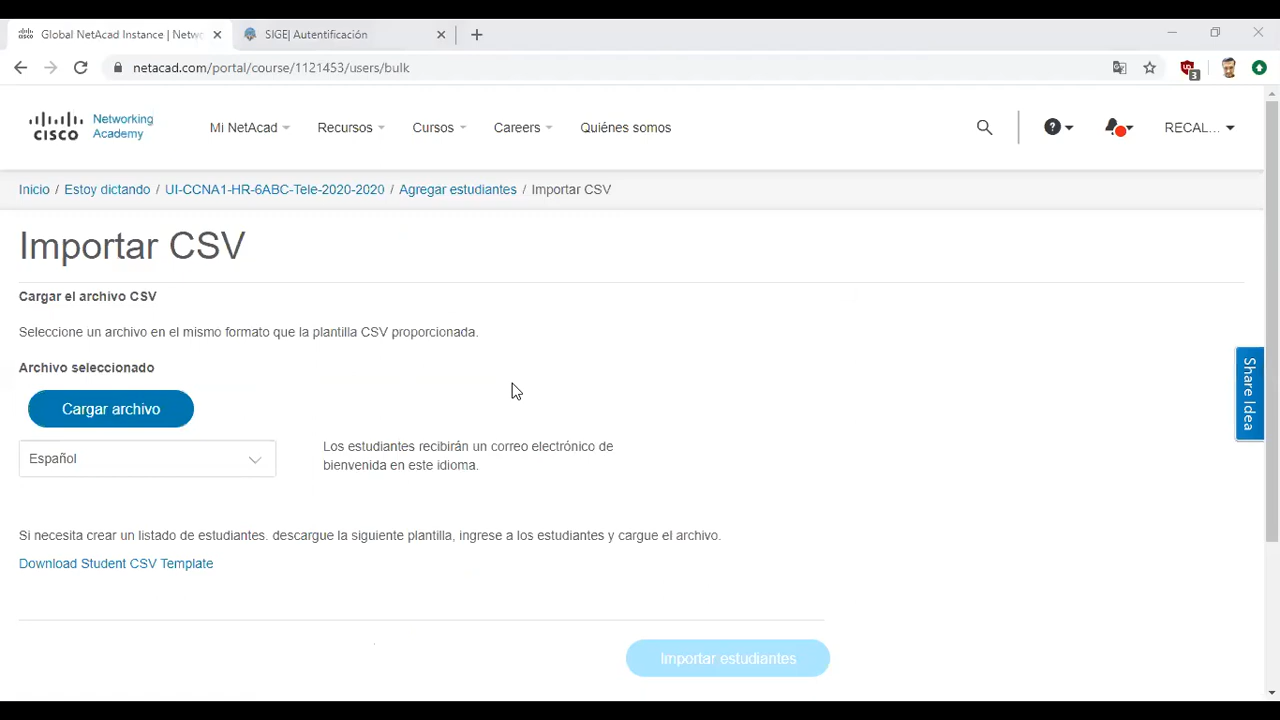 Global NetAcad Instance | Netw
SIGE| Autentificación
netacad.com/portal/course/1121453/users/bulk
3
cisco
Networking
Academy
Mi NetAcad
Recursos
Cursos
Careers
Quiénes somos
RECAL...
Inicio / Estoy dictando / UI-CCNA1-HR-6ABC-Tele-2020-2020 / Agregar estudiantes / Importar CSV
Importar CSV
Cargar el archivo CSV
Seleccione un archivo en el mismo formato que la plantilla CSV proporcionada.
Archivo seleccionado
Cargar archivo
Español
Los estudiantes recibirán un correo electrónico de
bienvenida en este idioma.
Share Idea
Si necesita crear un listado de estudiantes. descargue la siguiente plantilla, ingrese a los estudiantes y cargue el archivo.
Download Student CSV Template
Importar estudiantes